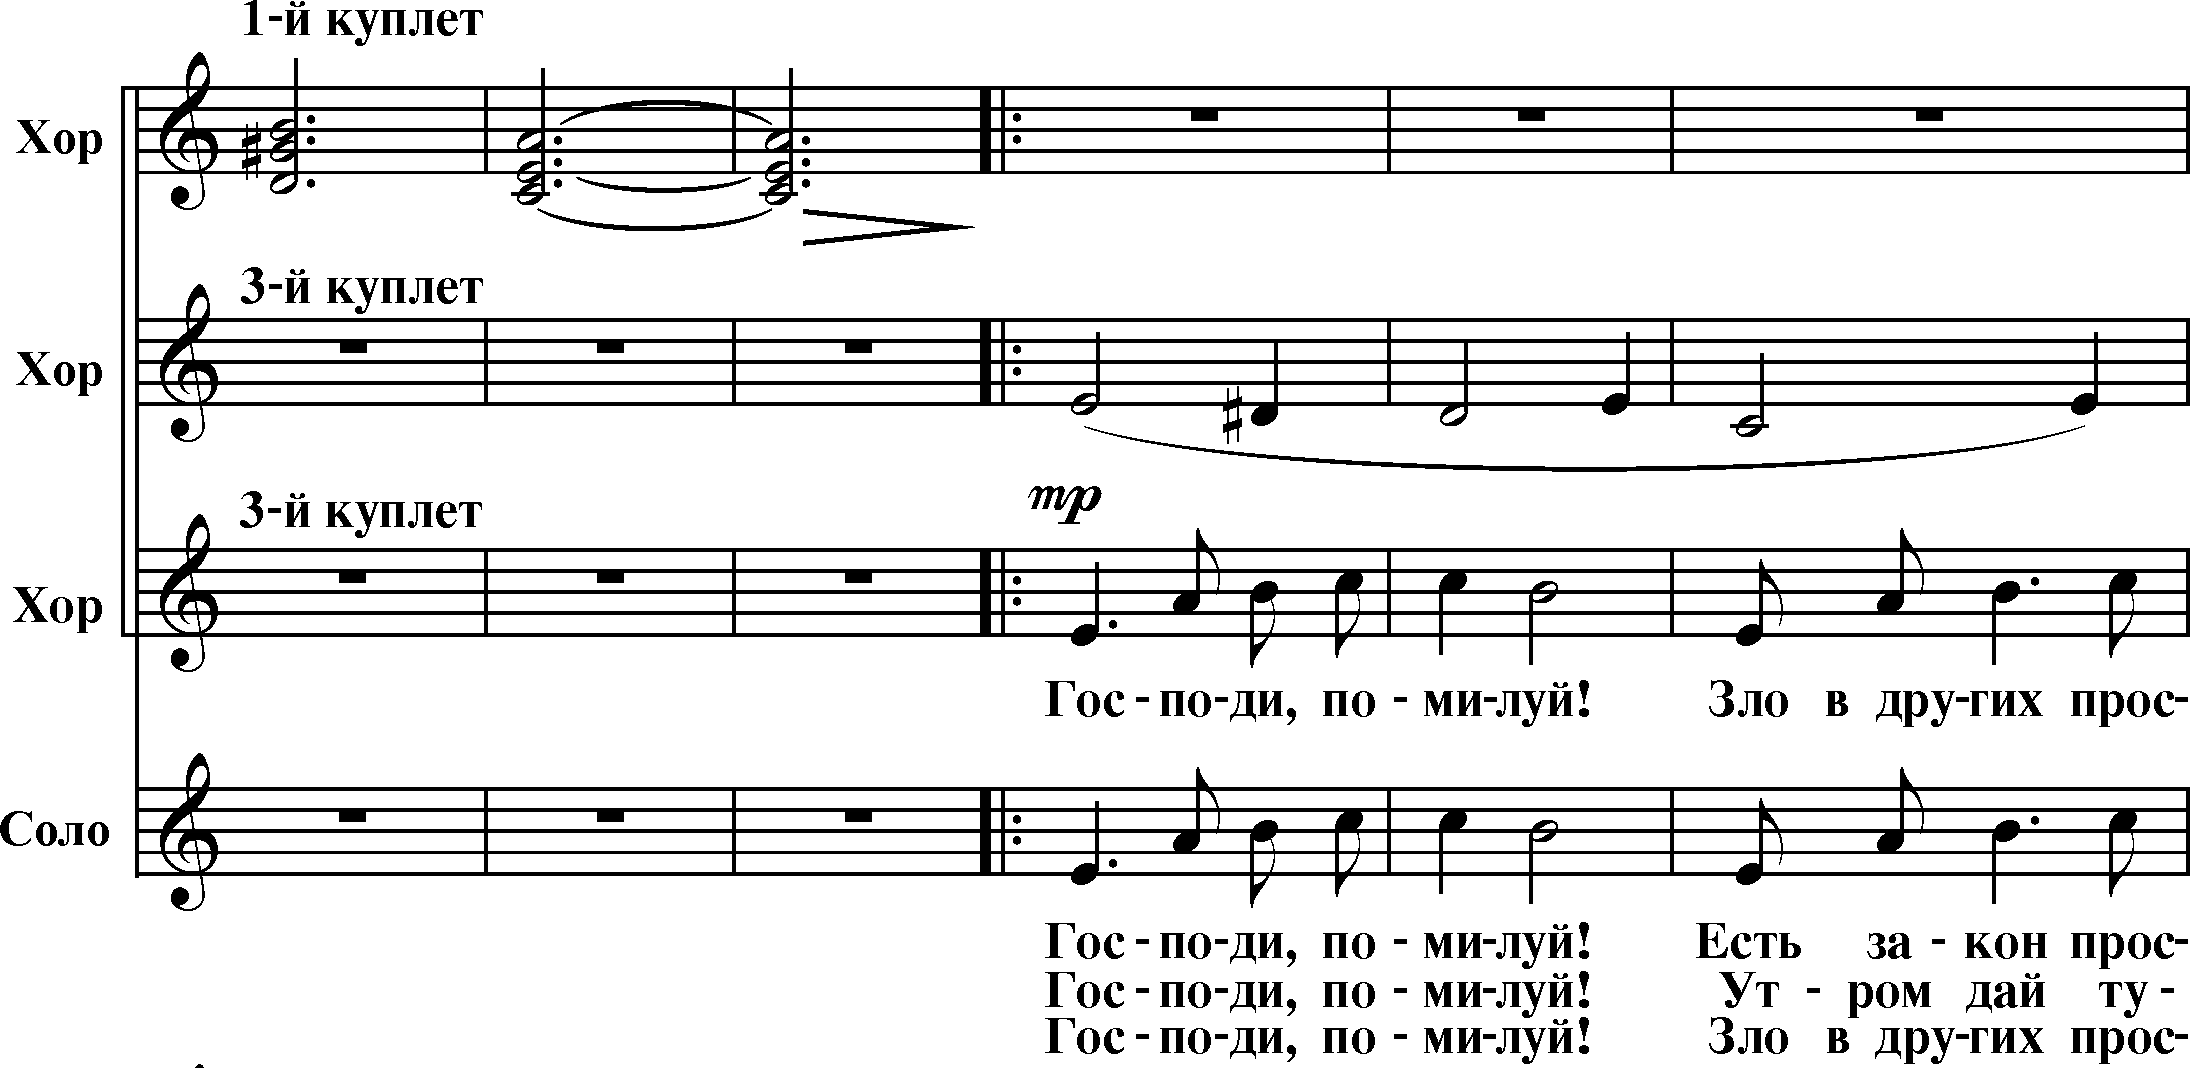 1-й куплет
Хор
3-й куплет
Хор
mp
3-й куплет
Хор
Гос - по-ди, по - ми-луй! Зло в дру-гих прос-
Соло
Гос - по-ди, по - ми-луй! Есть за - кон прос-
Гос - по-ди, по - ми-луй! Ут - ром дай ту -
Гос - по-ди, по - ми-луй! Зло в дру-гих прос-